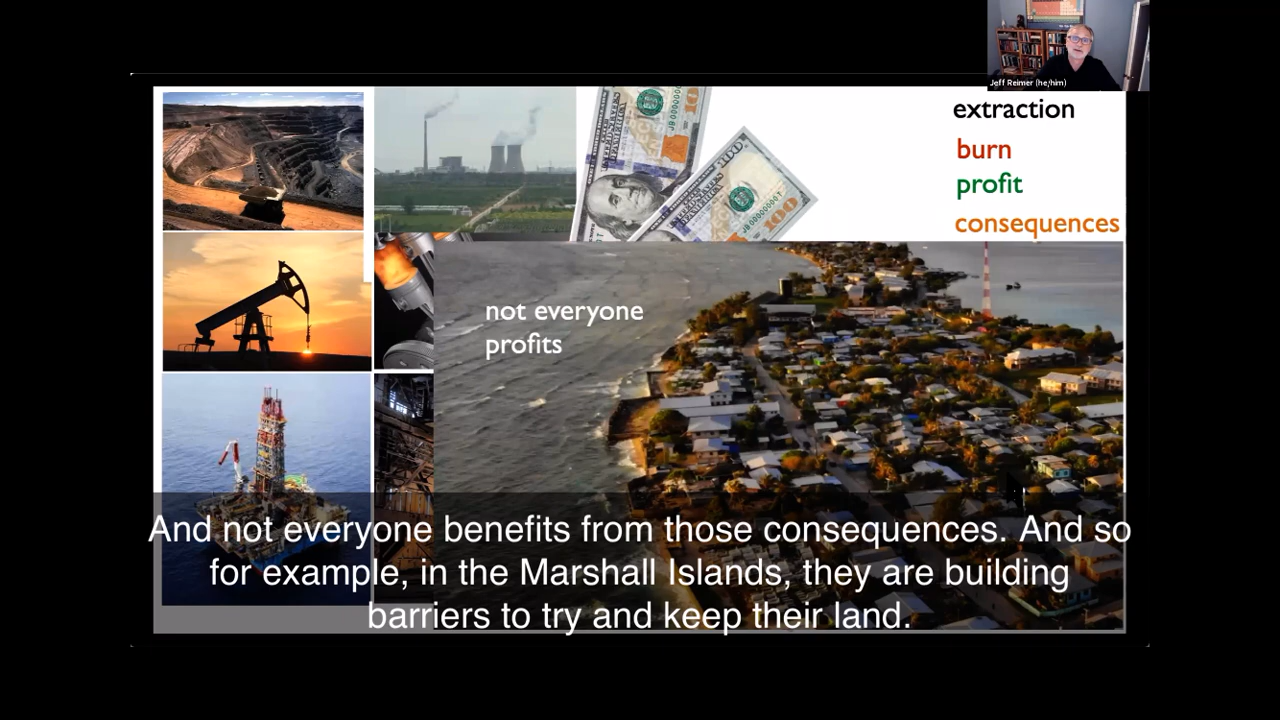 Jeff Reimer (he/him)
extraction
burn
profit
consequences
not everyone
profits
And not everyone benefits from those consequences. And so
for example, in the Marshall Islands, they are building
barriers to try and keep their land.